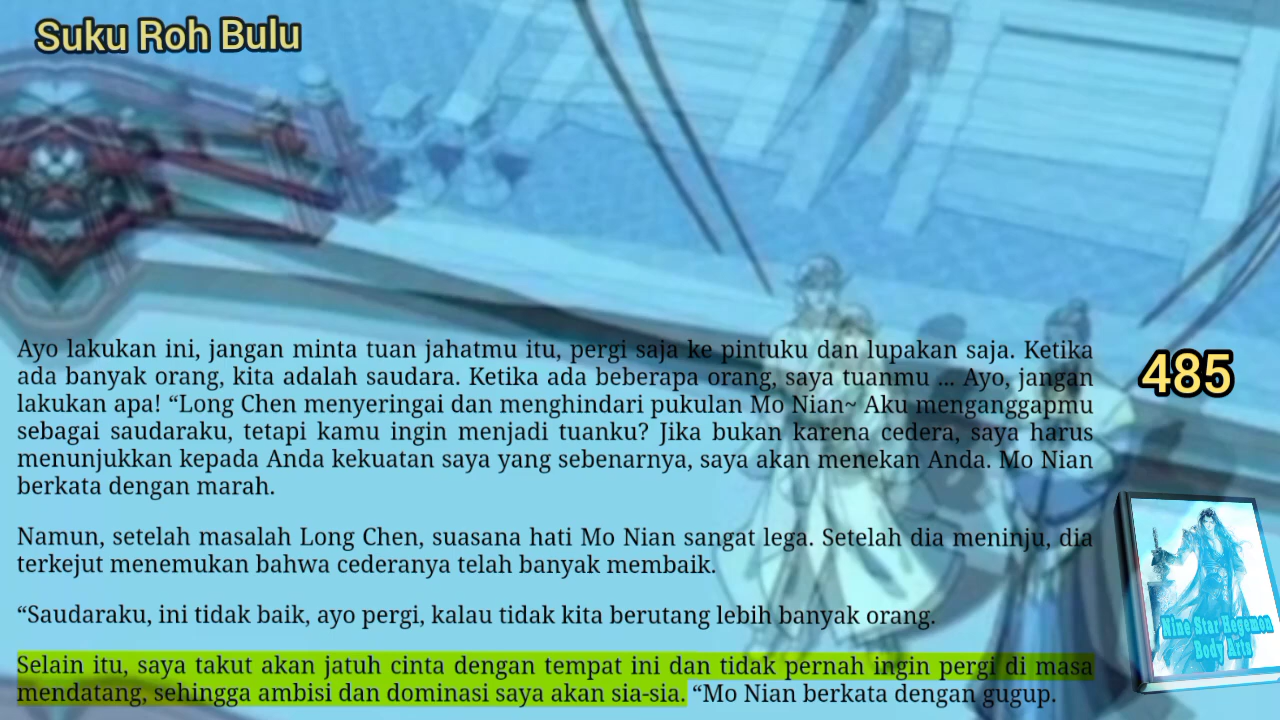 Suku Roh Bulu
Ayo lakukan ini, jangan minta tuan jahatmu itu, pergi saja ke pintuku dan lupakan saja. Ketika
ada banyak orang, kita adalah saudara. Ketika ada beberapa orang, saya tuanmu ... Ayo, jangan
lakukan apa! “Long Chen menyeringai dan menghindari pukulan Mo Nian~ Aku menganggapmu
sebagai saudaraku, tetapi kamu ingin menjadi tuanku? Jika bukan karena cedera, saya harus
menunjukkan kepada Anda kekuatan saya yang sebenarnya, saya akan menekan Anda. Mo Nian
berkata dengan marah.
485
Namun, setelah masalah Long Chen, suasana hati Mo Nian sangat lega. Setelah dia meninju, dia
terkejut menemukan bahwa cederanya telah banyak membaik.
“Saudaraku, ini tidak baik, ayo pergi, kalau tidak kita berutang lebih banyak orang.
Selain itu, saya takut akan jatuh cinta dengan tempat ini dan tidak pernah ingin pergi di masa
mendatang, sehingga ambisi dan dominasi saya akan sia-sia. “Mo Nian berkata dengan gugup.
Nine Star Hegemon
Body Arts